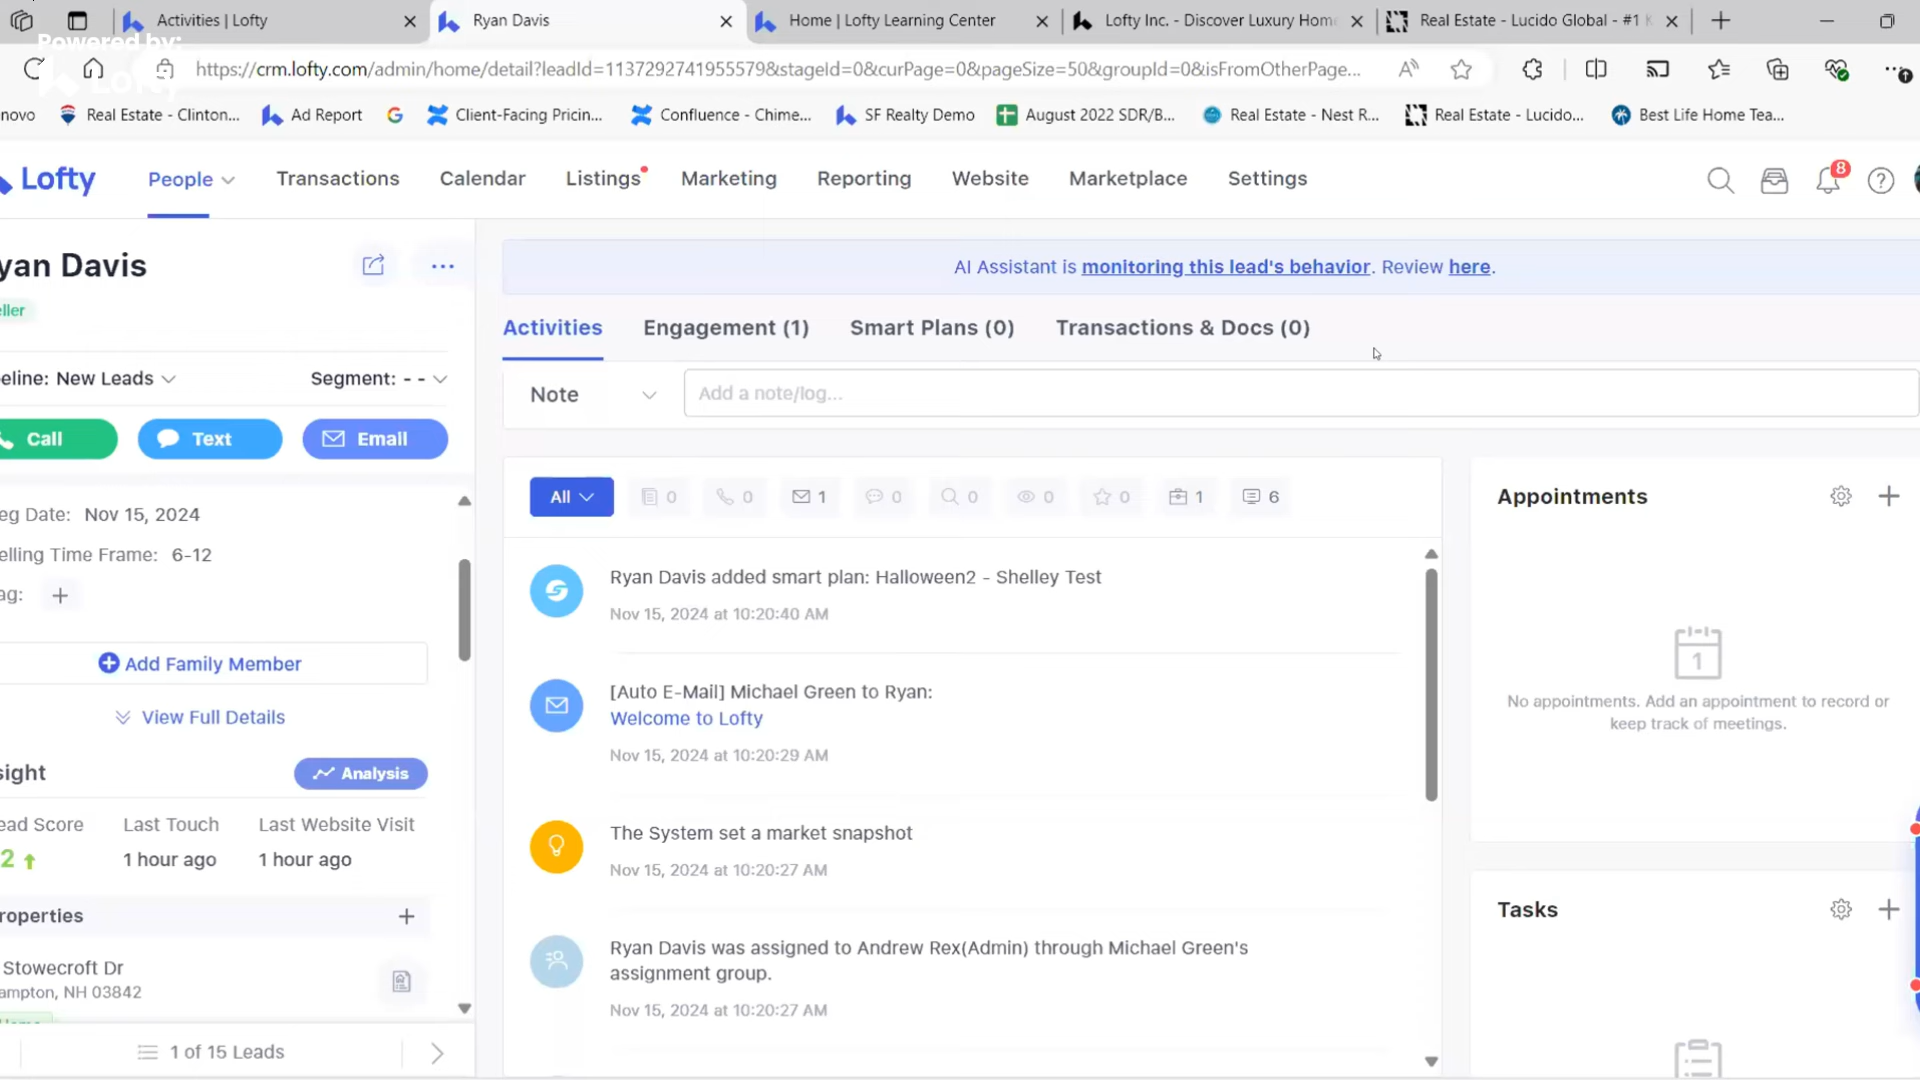 Activities | Lofty
Ryan Davis
Home | Lofty Learning Center
Lofty Inc. - Discover Luxury Hom
Real Estate - Lucido Global - #1 K
Powered by:
Lofty
https://crm.lofty.com/admin/home/detail?leadId=1137292741955579&stageId=0&curPage=0&pageSize=50&groupId=0&isFromOtherPage...
novo
Real Estate - Clinton...
Ad Report
Client-Facing Pricin...
Confluence - Chime...
SF Realty Demo
August 2022 SDR/B...
Real Estate - Nest R...
Real Estate - Lucido...
Best Life Home Tea...
Lofty
People
Transactions
Calendar
Listings
Marketing
Reporting
Website
Marketplace
Settings
8
yan Davis
eller
eline: New Leads
Segment: - -
Call
Text
Email
eg Date: Nov 15, 2024
elling Time Frame: 6-12
ag:
Add Family Member
View Full Details
sight
Analysis
ead Score
Last Touch
Last Website Visit
2
1 hour ago
1 hour ago
roperties
Stowecroft Dr
ampton, NH 03842
1 of 15 Leads
AI Assistant is monitoring this lead's behavior. Review here.
Activities
Engagement (1)
Smart Plans (0)
Transactions & Docs (0)
Note
Add a note/log...
All
0
0
1
0
0
0
0
1
6
Ryan Davis added smart plan: Halloween2 - Shelley Test
Nov 15, 2024 at 10:20:40 AM
[Auto E-Mail] Michael Green to Ryan:
Welcome to Lofty
Nov 15, 2024 at 10:20:29 AM
The System set a market snapshot
Nov 15, 2024 at 10:20:27 AM
Ryan Davis was assigned to Andrew Rex(Admin) through Michael Green's
assignment group.
Nov 15, 2024 at 10:20:27 AM
Appointments
1
No appointments. Add an appointment to record or
keep track of meetings.
Tasks